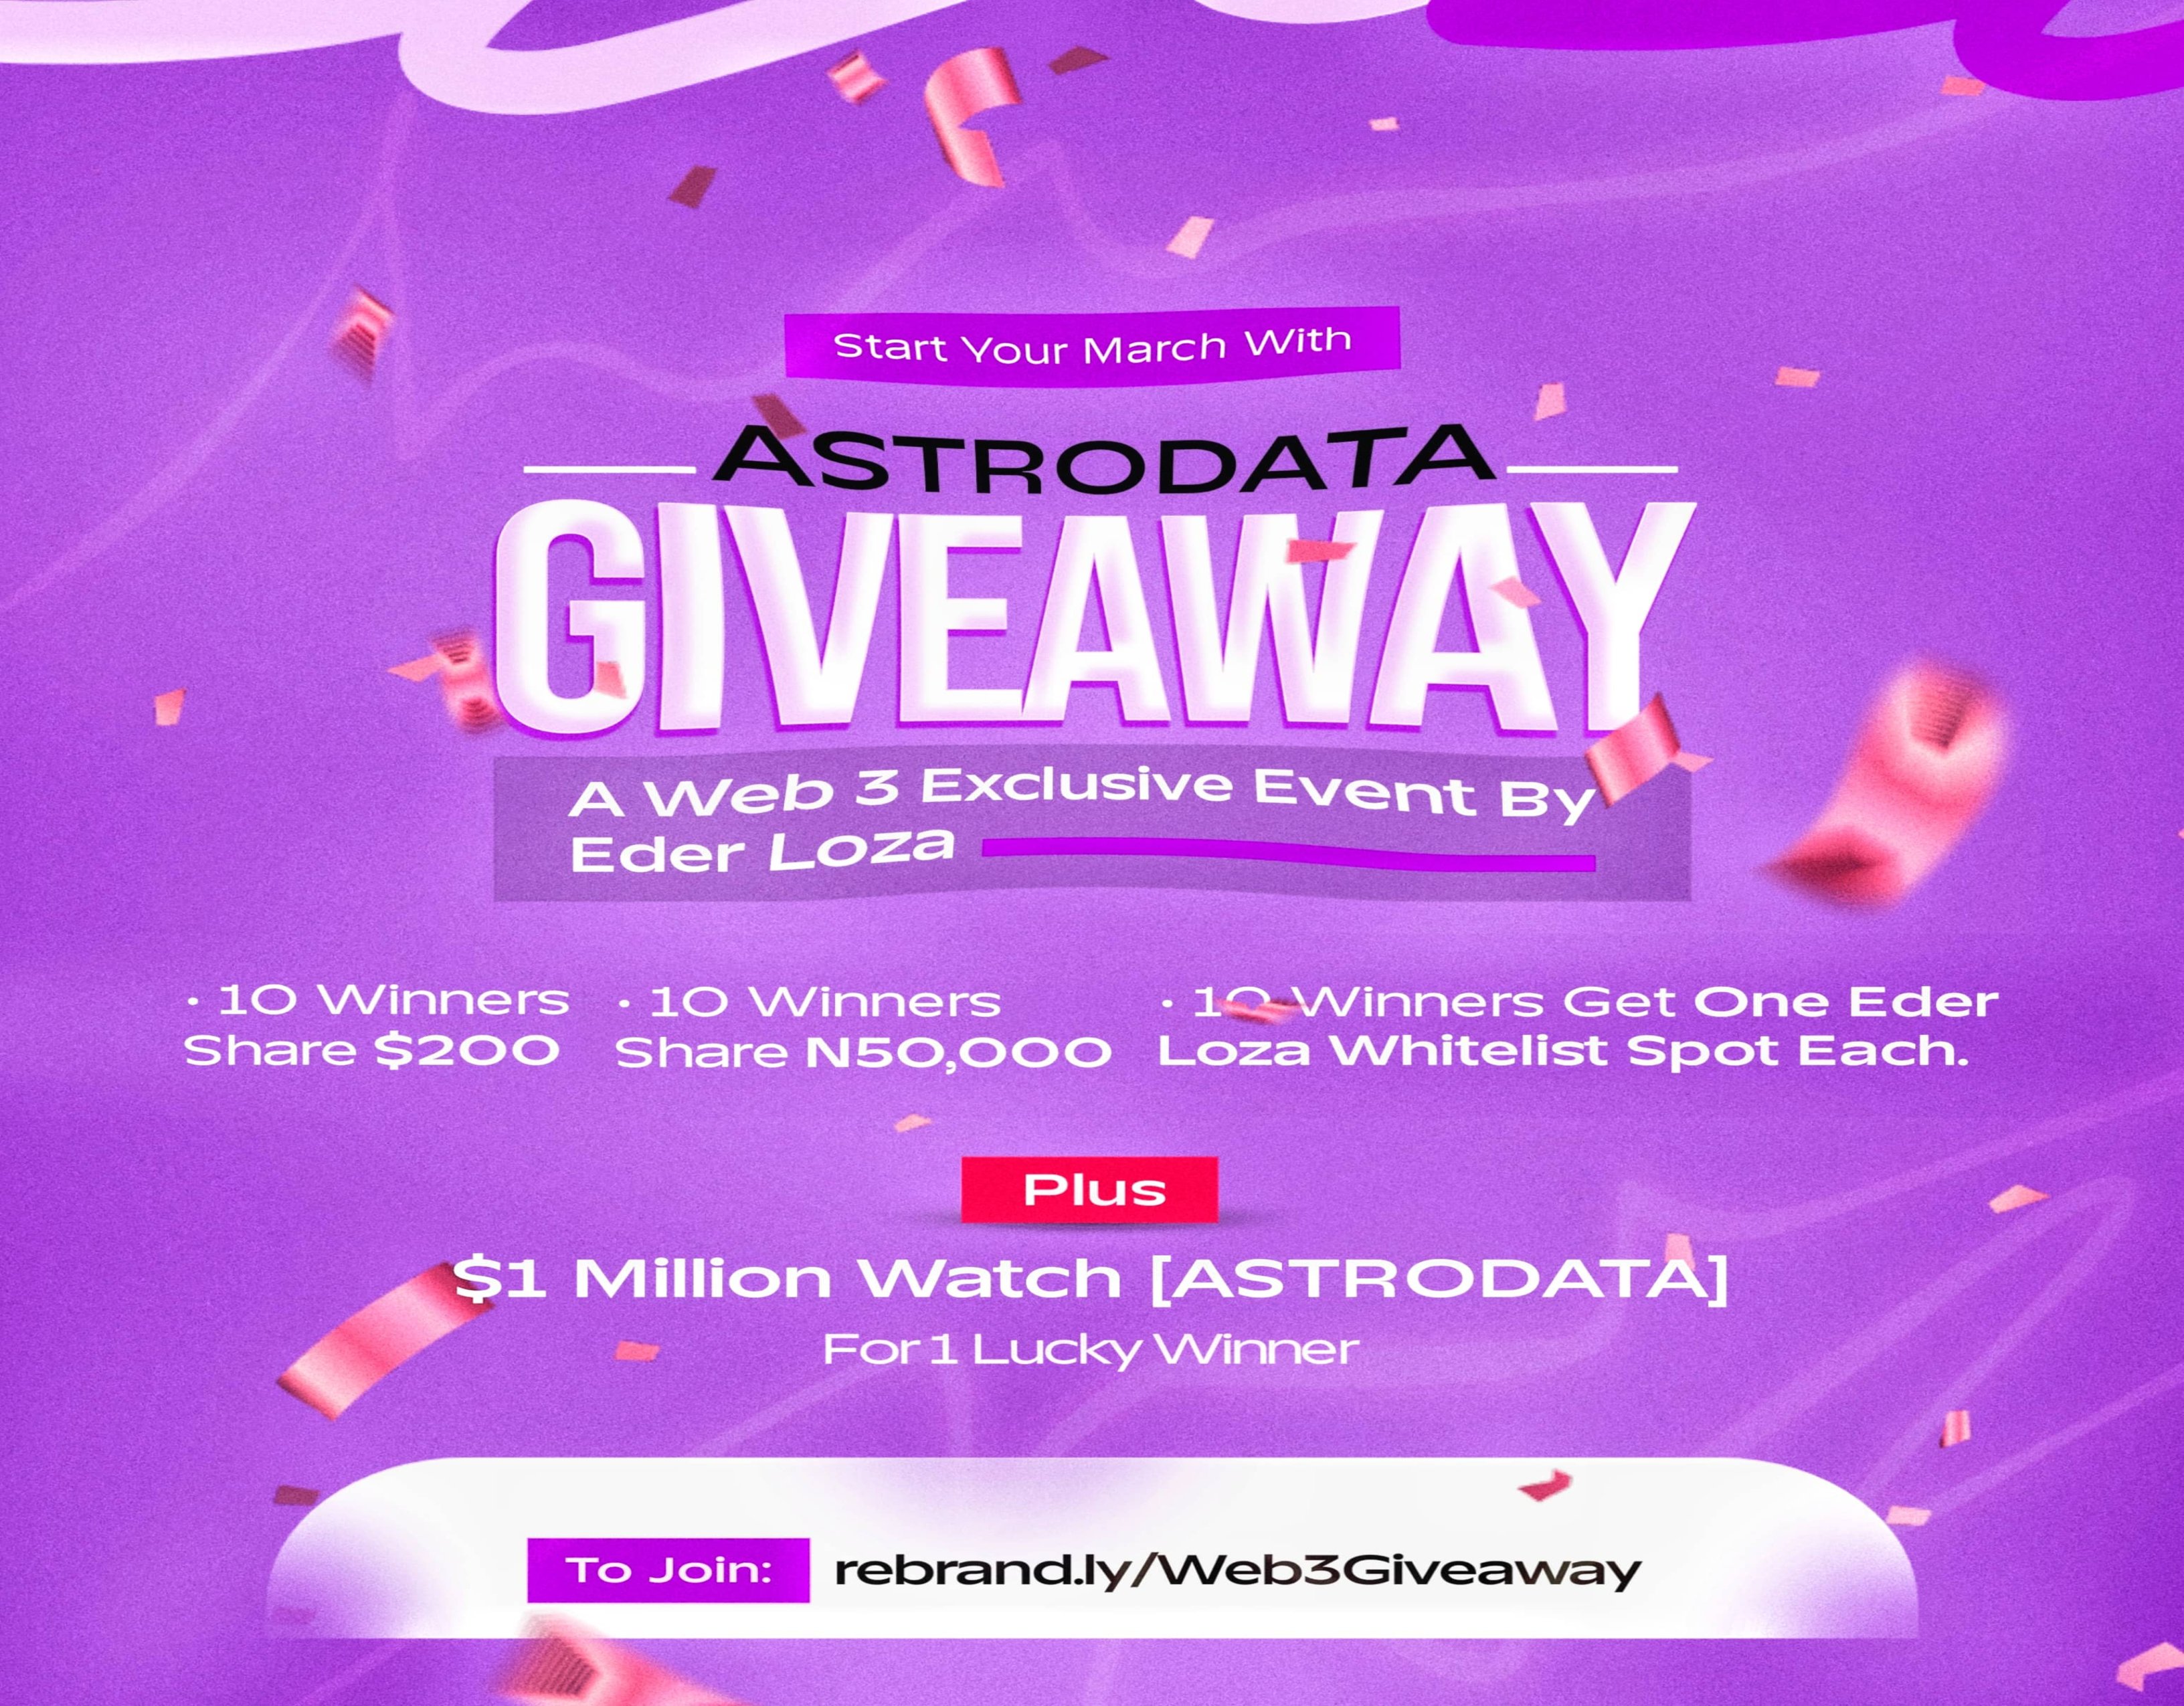 Start Your March With
ASTRODATA
GIVEAWAY
A Web 3 Exclusive Event By
Eder Loza
· 10 Winners
Share $200
· 10 Winners
Share N50,000
· 10 Winners Get One Eder
Loza Whitelist Spot Each.
Plus
$1 Million Watch [ASTRODATA]
For 1 Lucky Winner
To Join: rebrand.ly/Web3Giveaway